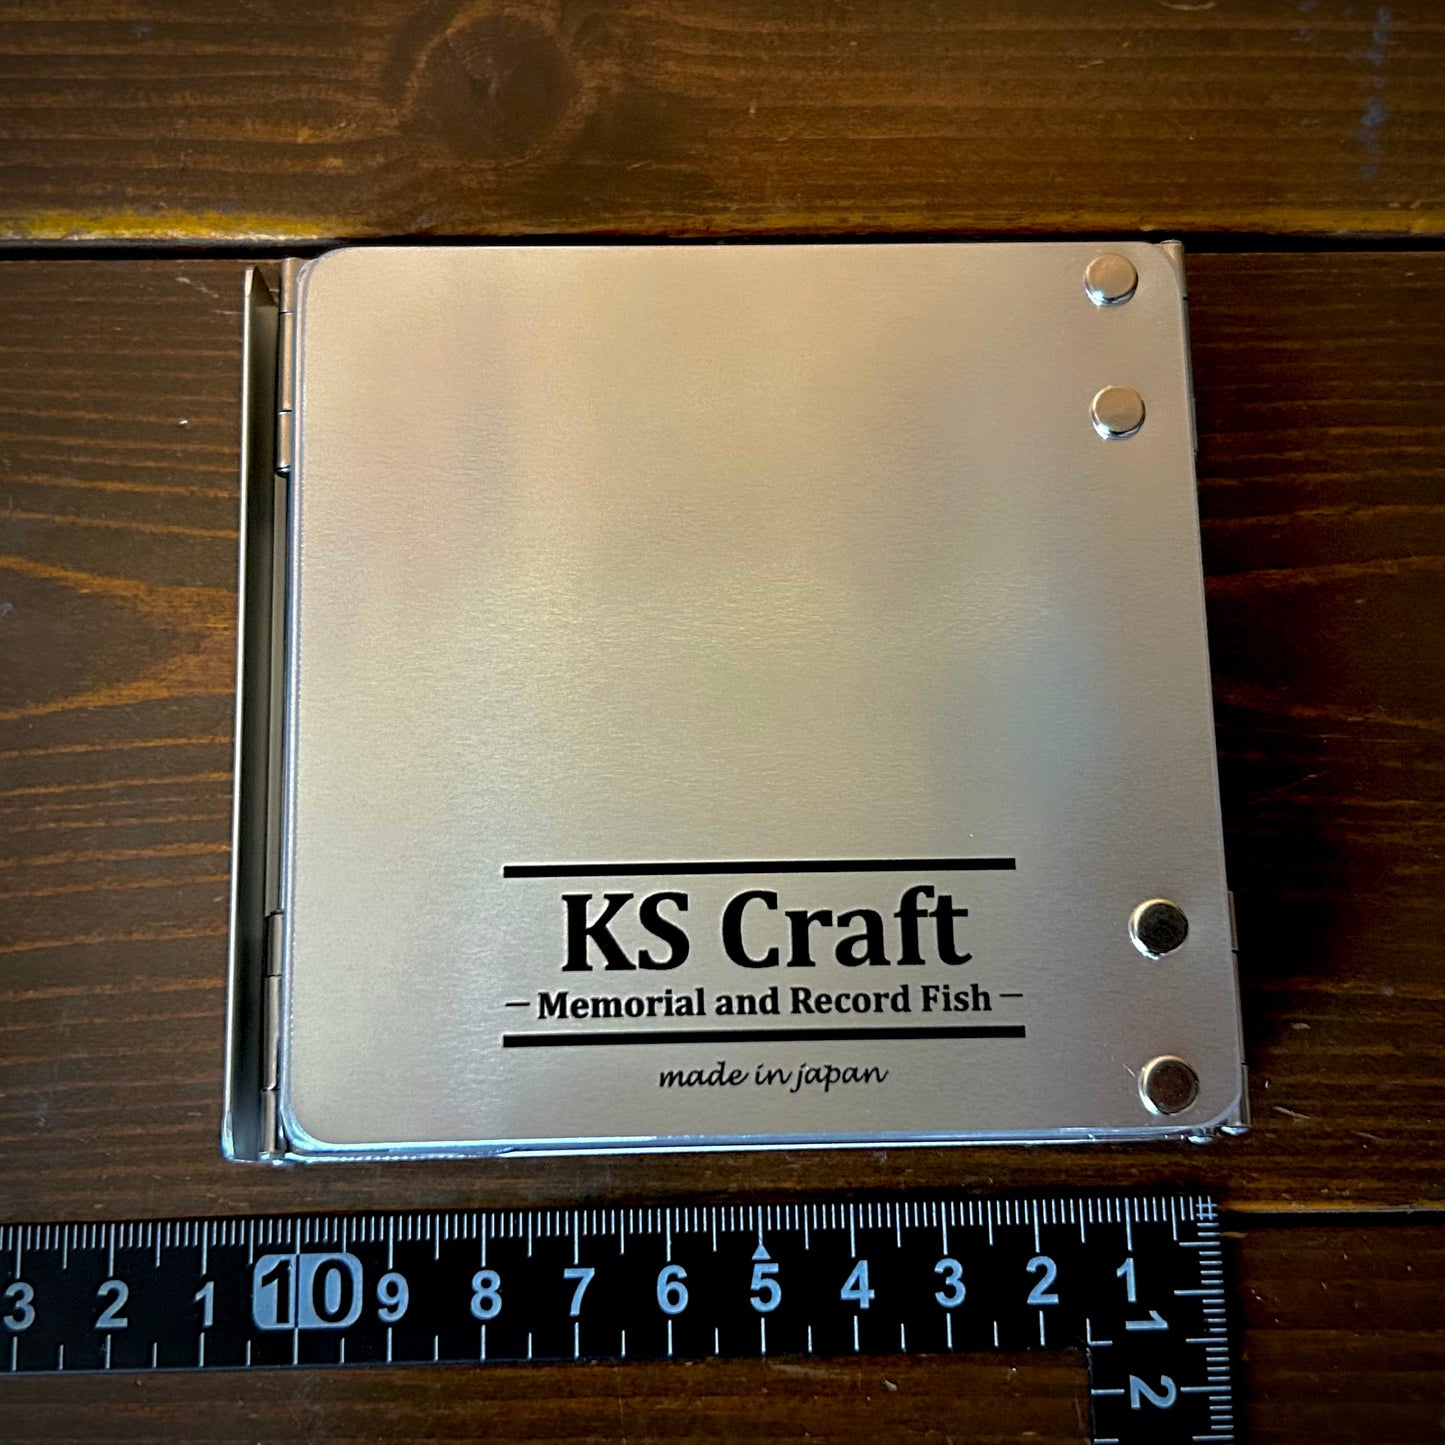 KS Craft
– Memorial and Record Fish –
made in japan
3 2 1 10 9 8 7 6 5 4 3 2 1
1
2